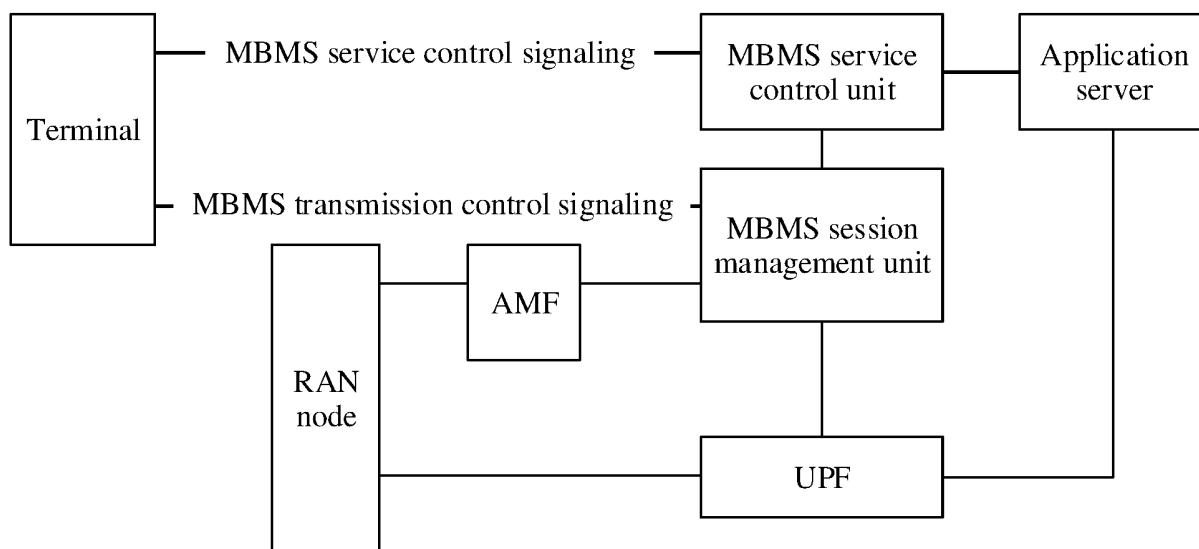 MBMS service control signaling
MBMS service
control unit
Application
server
Terminal
MBMS transmission control signaling
MBMS session
management unit
AMF
RAN
node
UPF